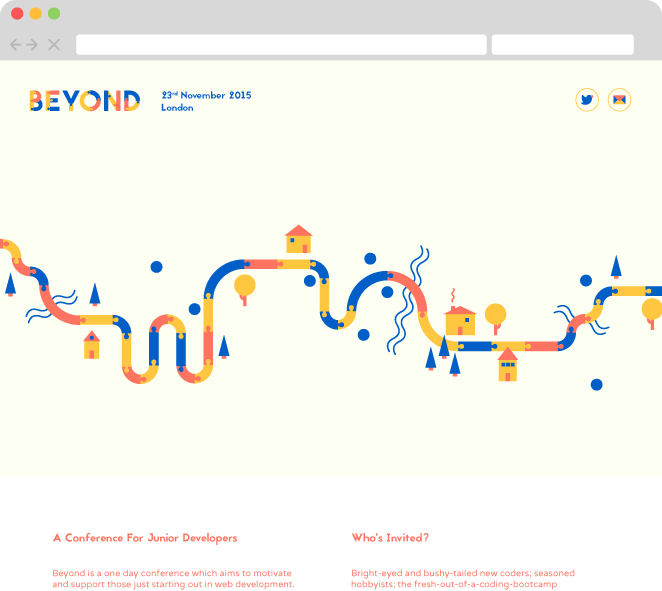 BEYOND
23rd November 2015
London
A Conference For Junior Developers
Beyond is a one day conference which aims to motivate
and support those just starting out in web development.
Who's Invited?
Bright-eyed and bushy-tailed new coders; seasoned
hobbyists; the fresh-out-of-a-coding-bootcamp